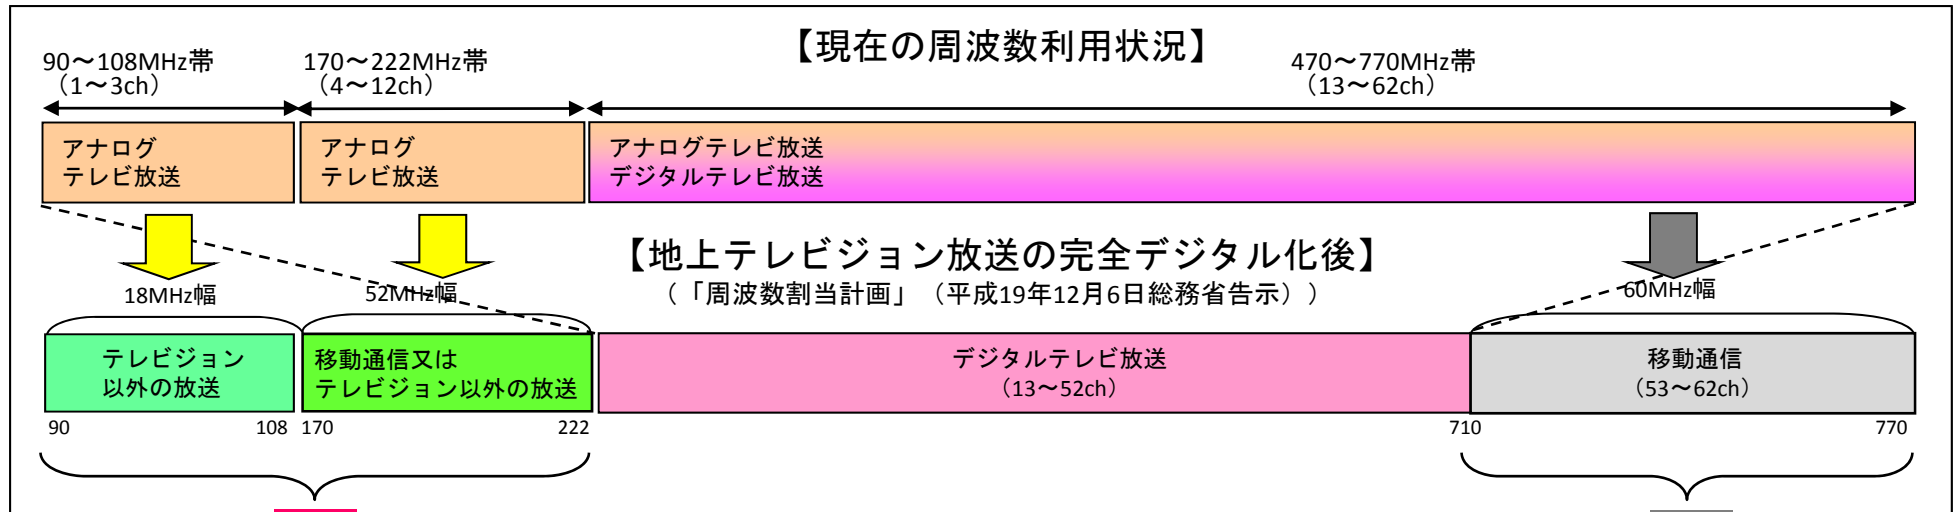 【現在の周波数利用状況】
90～108MHz帯
（1～3ch）
170～222MHz帯
（4～12ch）
470～770MHz帯
（13～62ch）
アナログ
テレビ放送
アナログ
テレビ放送
アナログテレビ放送
デジタルテレビ放送
【地上テレビジョン放送の完全デジタル化後】
（「周波数割当計画」（平成19年12月6日総務省告示））
18MHz幅
52MHz幅
60MHz幅
テレビジョン
以外の放送
移動通信又は
テレビジョン以外の放送
デジタルテレビ放送
（13～52ch）
移動通信
（53～62ch）
90
108
170
222
710
770